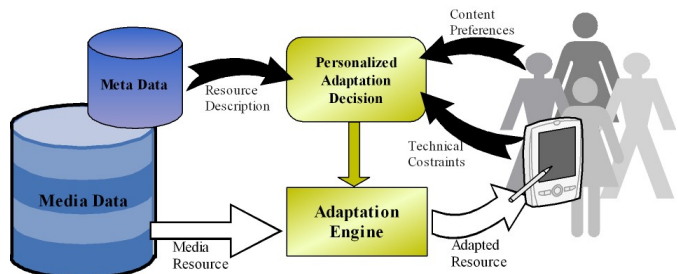 Content
Preferences
Meta Data
Resource
Description
Personalized
Adaptation
Decision
Technical
Costraints
Media Data
Media
Resource
Adaptation
Engine
Adapted
Resource